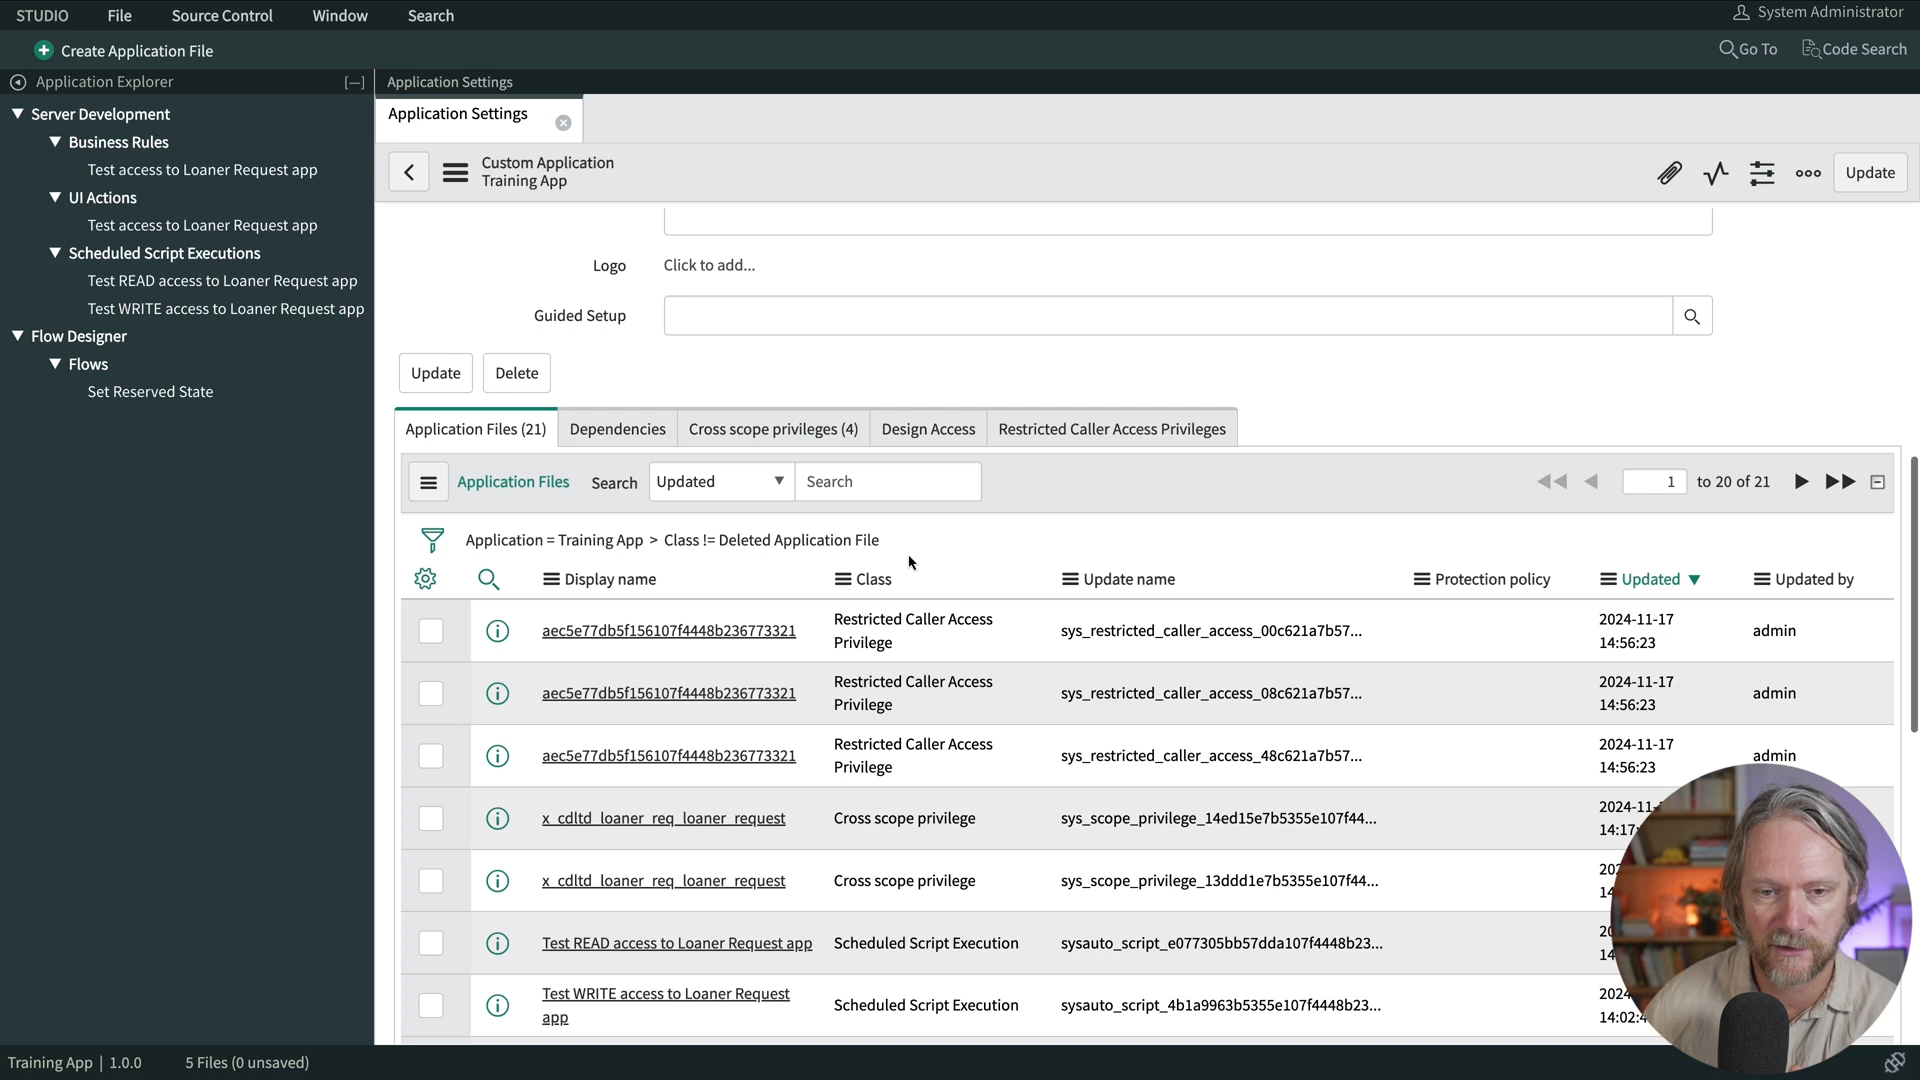 STUDIO File Source Control Window Search System Administrator
Create Application File Go To Code Search
Application Explorer [—] Application Settings
Server Development
Business Rules
Test access to Loaner Request app
UI Actions
Test access to Loaner Request app
Scheduled Script Executions
Test READ access to Loaner Request app
Test WRITE access to Loaner Request app
Flow Designer
Flows
Set Reserved State
Application Settings
Custom Application
Training App
Update
Logo Click to add...
Guided Setup
Update Delete
Application Files (21) Dependencies Cross scope privileges (4) Design Access Restricted Caller Access Privileges
Application Files Search Updated Search 1 to 20 of 21
Application = Training App > Class != Deleted Application File
Display name Class Update name Protection policy Updated Updated by
aec5e77db5f156107f4448b236773321 Restricted Caller Access Privilege sys_restricted_caller_access_00c621a7b57... 2024-11-17 14:56:23 admin
aec5e77db5f156107f4448b236773321 Restricted Caller Access Privilege sys_restricted_caller_access_08c621a7b57... 2024-11-17 14:56:23 admin
aec5e77db5f156107f4448b236773321 Restricted Caller Access Privilege sys_restricted_caller_access_48c621a7b57... 2024-11-17 14:56:23 admin
x_cdltd_loaner_req_loaner_request Cross scope privilege sys_scope_privilege_14ed15e7b5355e107f44... 2024-11- 14:17:
x_cdltd_loaner_req_loaner_request Cross scope privilege sys_scope_privilege_13ddd1e7b5355e107f44...
Test READ access to Loaner Request app Scheduled Script Execution sysauto_script_e077305bb57dda107f4448b23...
Test WRITE access to Loaner Request app Scheduled Script Execution sysauto_script_4b1a9963b5355e107f4448b23... 2024 14:02:4
Training App | 1.0.0 5 Files (0 unsaved)